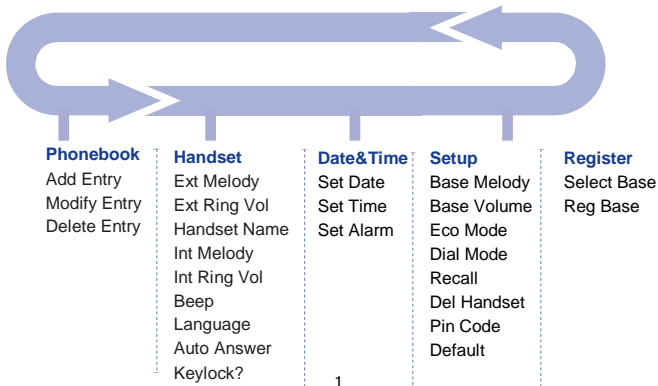 Phonebook
Add Entry
Modify Entry
Delete Entry
Handset
Ext Melody
Ext Ring Vol
Handset Name
Int Melody
Int Ring Vol
Beep
Language
Auto Answer
Keylock?
Date&Time
Set Date
Set Time
Set Alarm
Setup
Base Melody
Base Volume
Eco Mode
Dial Mode
Recall
Del Handset
Pin Code
Default
Register
Select Base
Reg Base
1